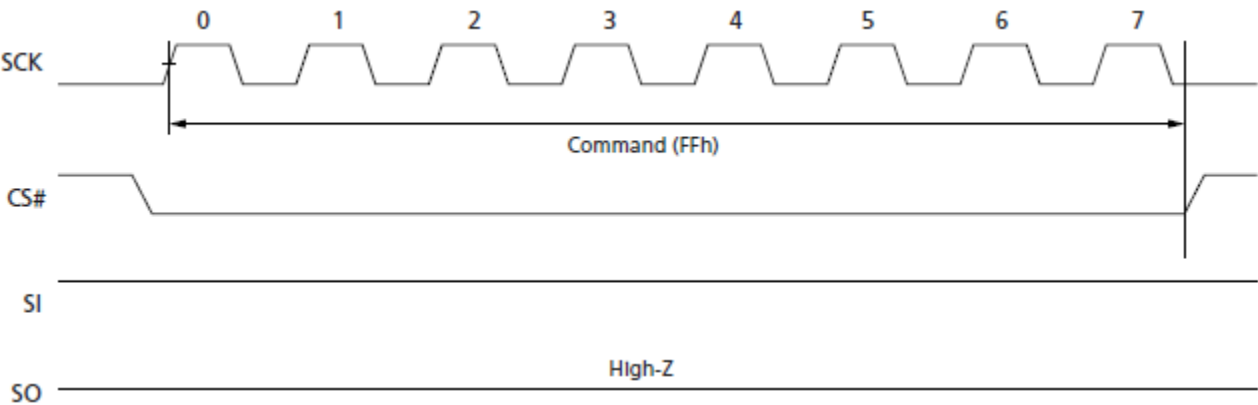 0 1 2 3 4 5 6 7
SCK
Command (FFh)
CS#
SI
High-Z
SO